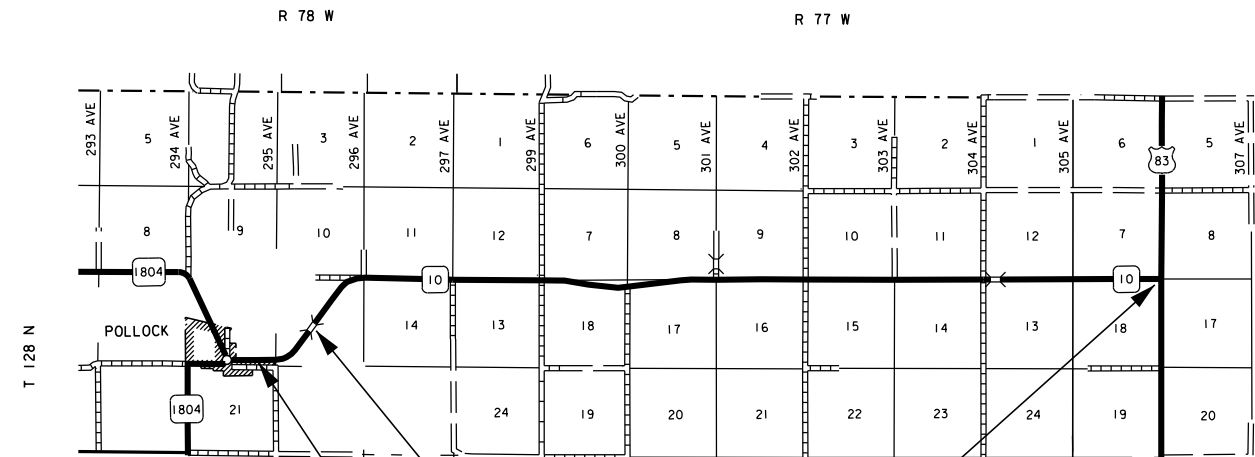 R 78 W R 77 W
293 AVE 294 AVE 295 AVE 296 AVE 297 AVE 299 AVE 300 AVE 301 AVE 302 AVE 303 AVE 304 AVE 305 AVE 307 AVE
5 3 2 1 6 5 4 3 2 1 6 5
83
8 9 10 11 12 7 8 9 10 11 12 7 8
1804 10 10
POLLOCK 14 13 18 17 16 15 14 13 18 17
T 128 N
1804 21 24 19 20 21 22 23 24 19 20